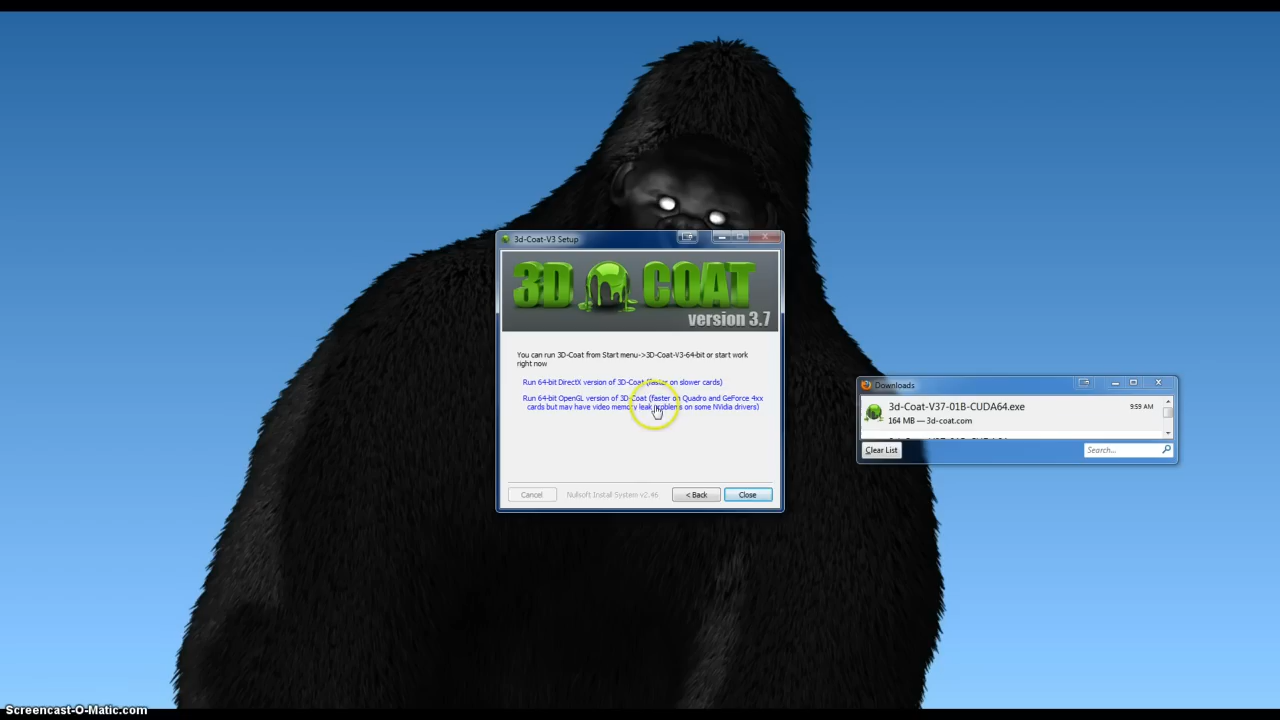 3d-Coat-V3 Setup
3D COAT
version 3.7
You can run 3D-Coat from Start menu->3D-Coat-V3-64-bit or start work
right now
Run 64-bit DirectX version of 3D-Coat (faster on slower cards)
Run 64-bit OpenGL version of 3D-Coat (faster on Quadro and GeForce 4xx
cards but may have video memory leak problems on some NVidia drivers)
Cancel
Nullsoft Install System v2.46
< Back
Close
Downloads
3d-Coat-V37-01B-CUDA64.exe
9:59 AM
164 MB — 3d-coat.com
Clear List
Search...
Screencast-O-Matic.com